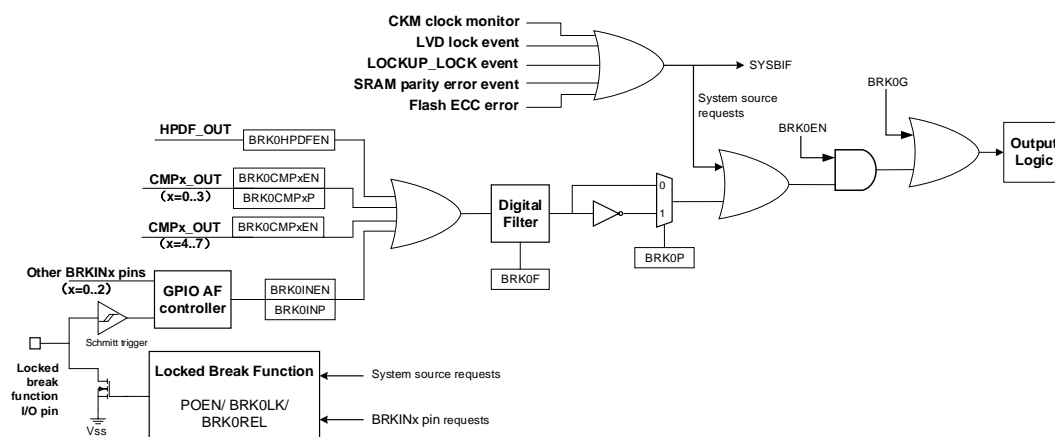 CKM clock monitor
LVD lock event
LOCKUP_LOCK event
SRAM parity error event
Flash ECC error
SYSBIF
System source
requests
BRK0G
BRK0EN
Output
Logic
HPDF_OUT
BRK0HPDFEN
CMPx_OUT
(x=0..3)
BRK0CMPxEN
BRK0CMPxP
CMPx_OUT
(x=4..7)
BRK0CMPxEN
Digital
Filter
BRK0F
0
1
BRK0P
Other BRKINx pins
(x=0..2)
GPIO AF
controller
BRK0INEN
BRK0INP
Schmitt trigger
Locked
break
function
I/O pin
Vss
Locked Break Function
POEN/ BRK0LK/
BRK0REL
System source requests
BRKINx pin requests